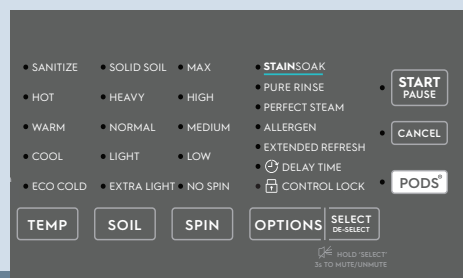 SANITIZE
HOT
WARM
COOL
ECO COLD
TEMP
SOLID SOIL
HEAVY
NORMAL
LIGHT
EXTRA LIGHT
SOIL
MAX
HIGH
MEDIUM
LOW
NO SPIN
SPIN
STAINSOAK
PURE RINSE
PERFECT STEAM
ALLERGEN
EXTENDED REFRESH
DELAY TIME
CONTROL LOCK
OPTIONS
SELECT
DE-SELECT
HOLD 'SELECT'
3s TO MUTE/UNMUTE
START
PAUSE
CANCEL
PODS®